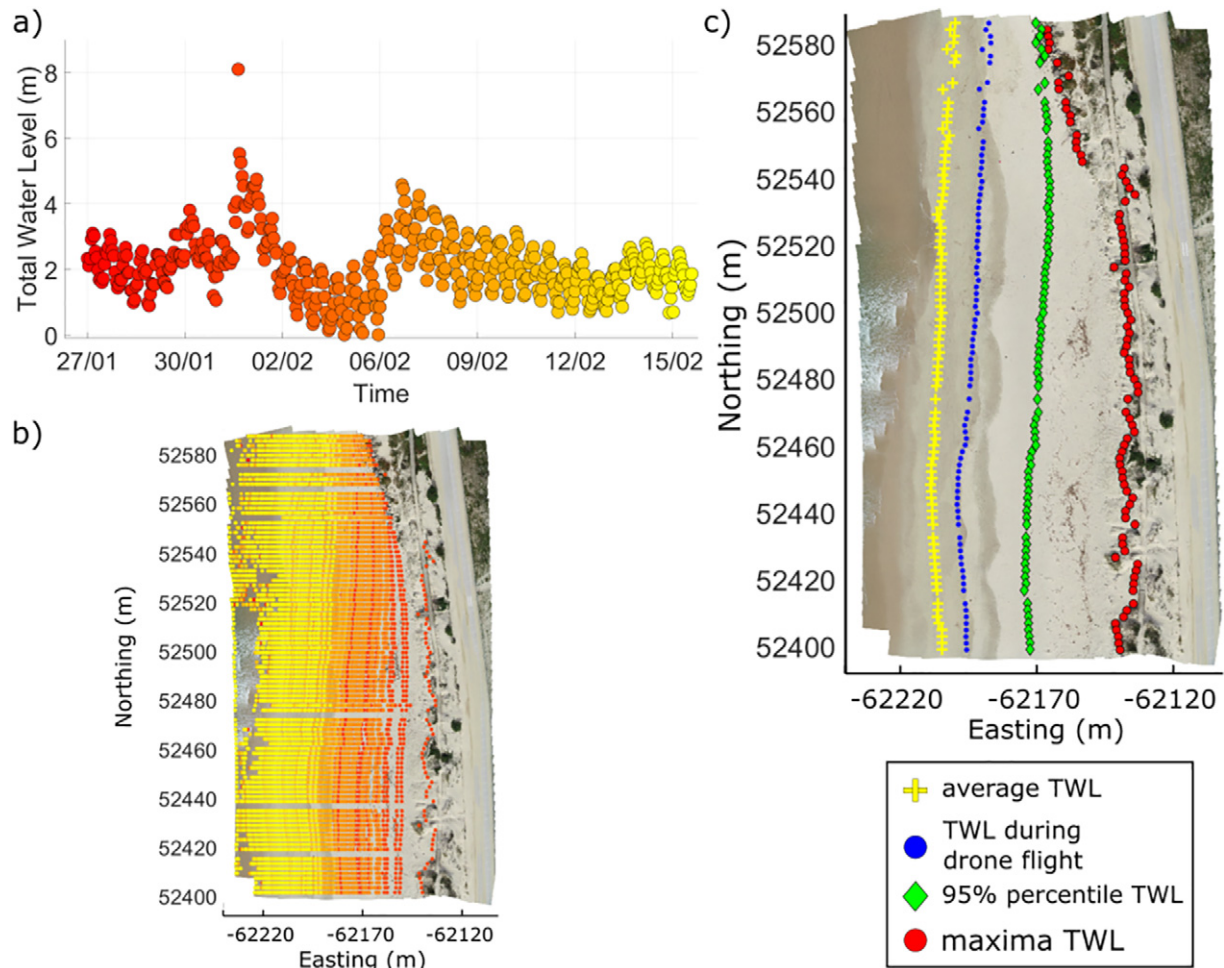 a)
Total Water Level (m)
8
6
4
2
0
27/01 30/01 02/02 06/02 09/02 12/02 15/02
Time
b)
Northing (m)
52580
52560
52540
52520
52500
52480
52460
52440
52420
52400
-62220 -62170 -62120
Easting (m)
c)
Northing (m)
52580
52560
52540
52520
52500
52480
52460
52440
52420
52400
-62220 -62170 -62120
Easting (m)
average TWL
TWL during
drone flight
95% percentile TWL
maxima TWL